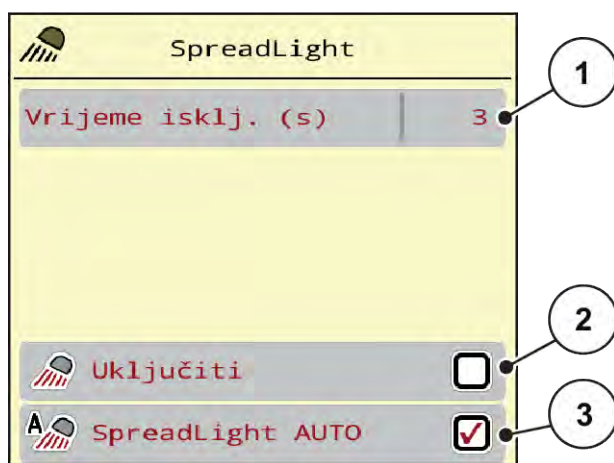 SpreadLight
1
Vrijeme isklj. (s) 3
2
Uključiti
3
A SpreadLight AUTO